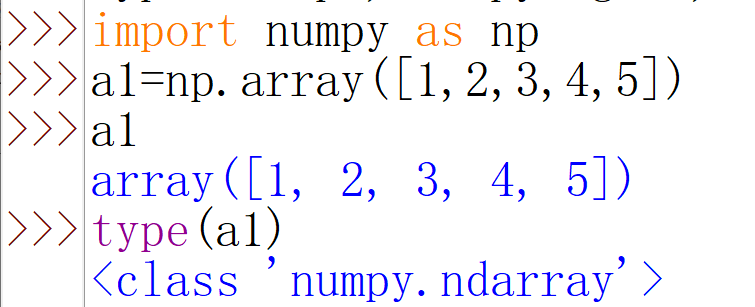 >>> import numpy as np
>>> a1=np.array([1,2,3,4,5])
>>> a1
array([1, 2, 3, 4, 5])
>>> type(a1)
<class 'numpy.ndarray'>